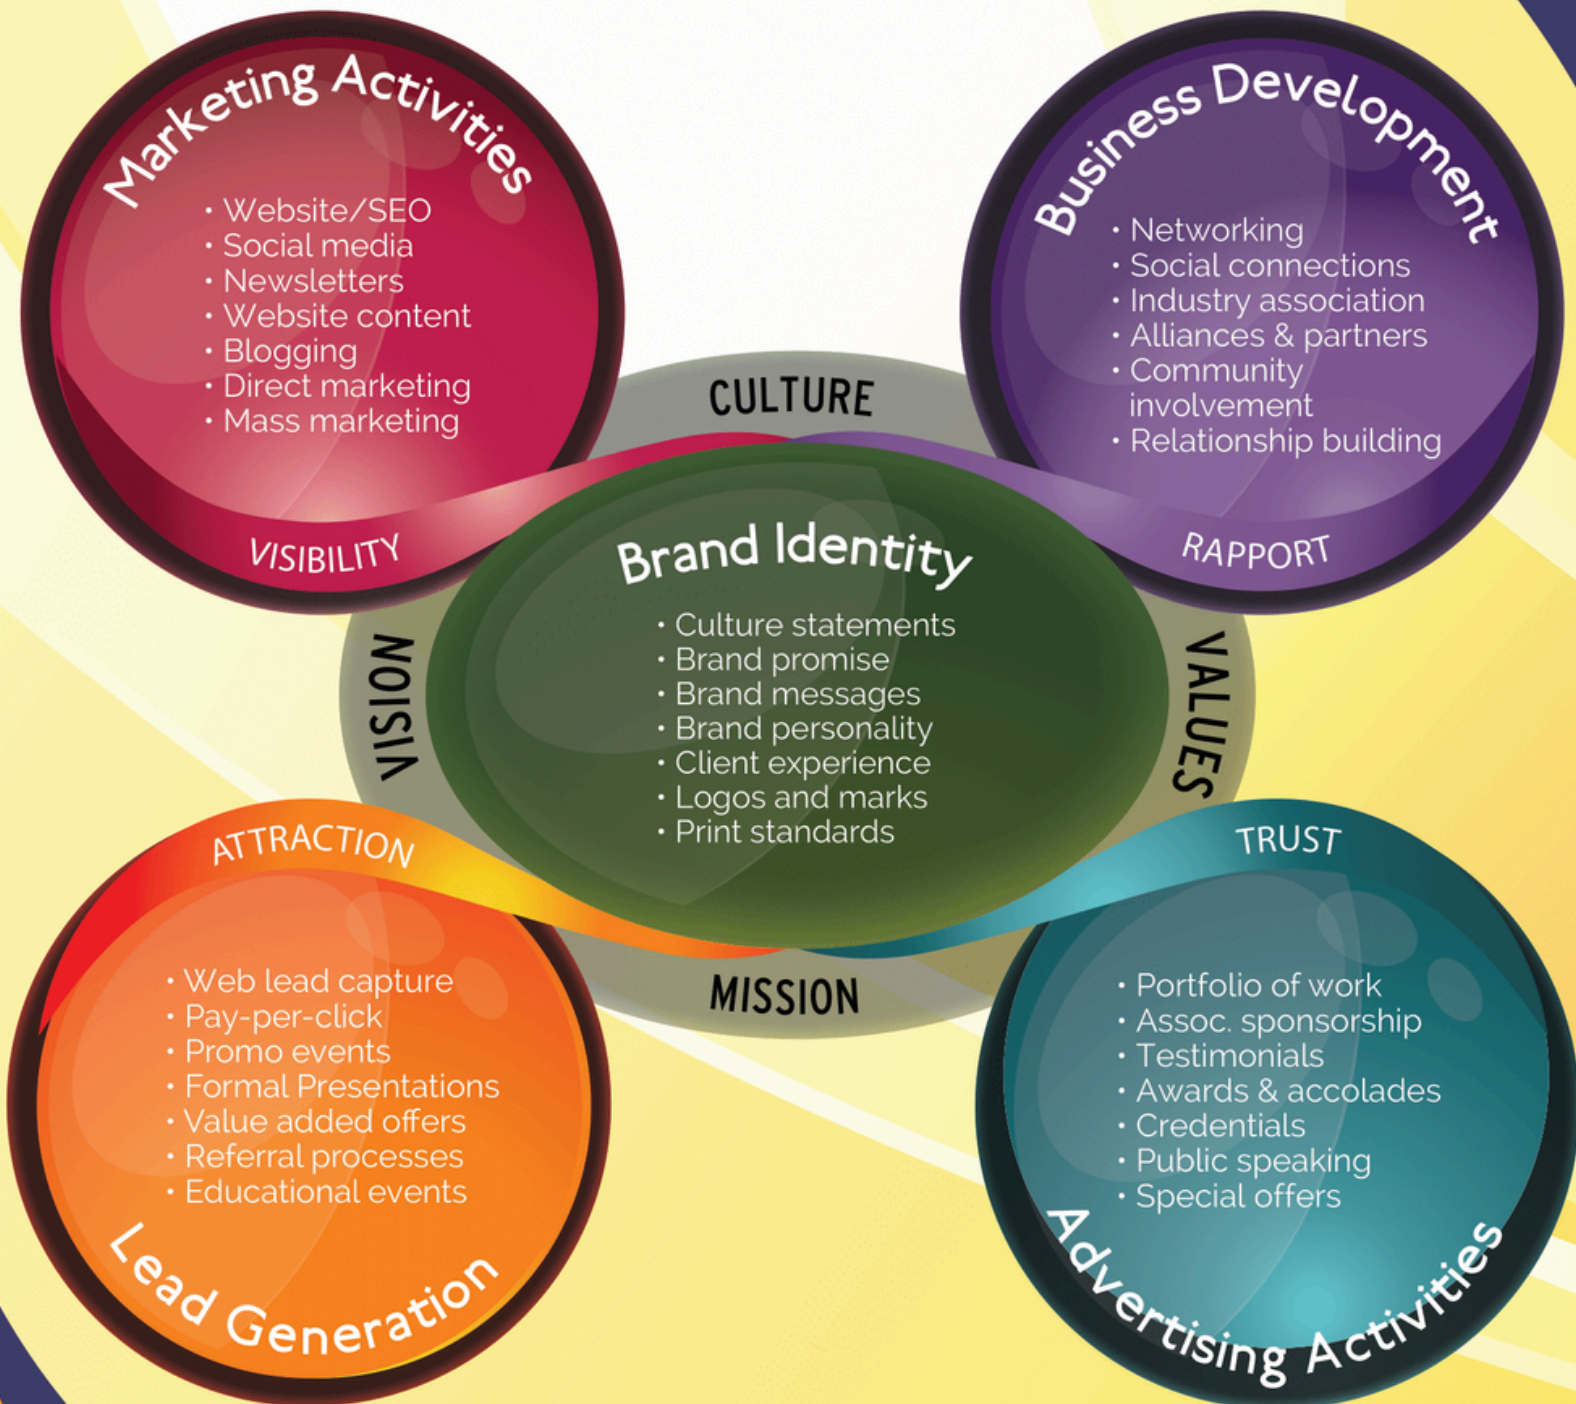 Marketing Activities
• Website/SEO
• Social media
• Newsletters
• Website content
• Blogging
• Direct marketing
• Mass marketing
VISIBILITY
Business Development
• Networking
• Social connections
• Industry association
• Alliances & partners
• Community
involvement
• Relationship building
RAPPORT
CULTURE
VISION
Brand Identity
• Culture statements
• Brand promise
• Brand messages
• Brand personality
• Client experience
• Logos and marks
• Print standards
VALUES
MISSION
ATTRACTION
• Web lead capture
• Pay-per-click
• Promo events
• Formal Presentations
• Value added offers
• Referral processes
• Educational events
Lead Generation
TRUST
• Portfolio of work
• Assoc. sponsorship
• Testimonials
• Awards & accolades
• Credentials
• Public speaking
• Special offers
Advertising Activities